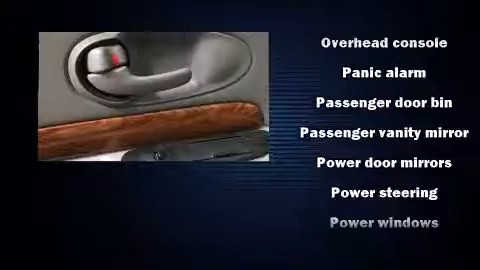 Overhead console
Panic alarm
Passenger door bin
Passenger vanity mirror
Power door mirrors
Power steering
Power windows